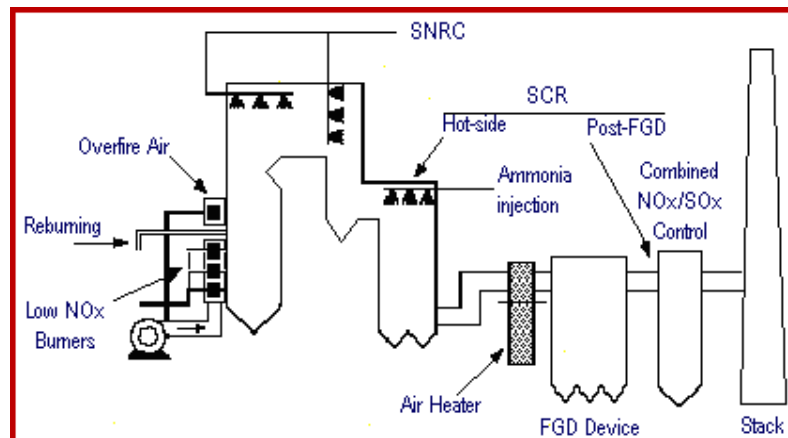 SNRC
SCR
Hot-side
Post-FGD
Overfire Air
Ammonia
injection
Combined
NOx/SOx
Control
Reburning
Low NOx
Burners
Air Heater
FGD Device
Stack